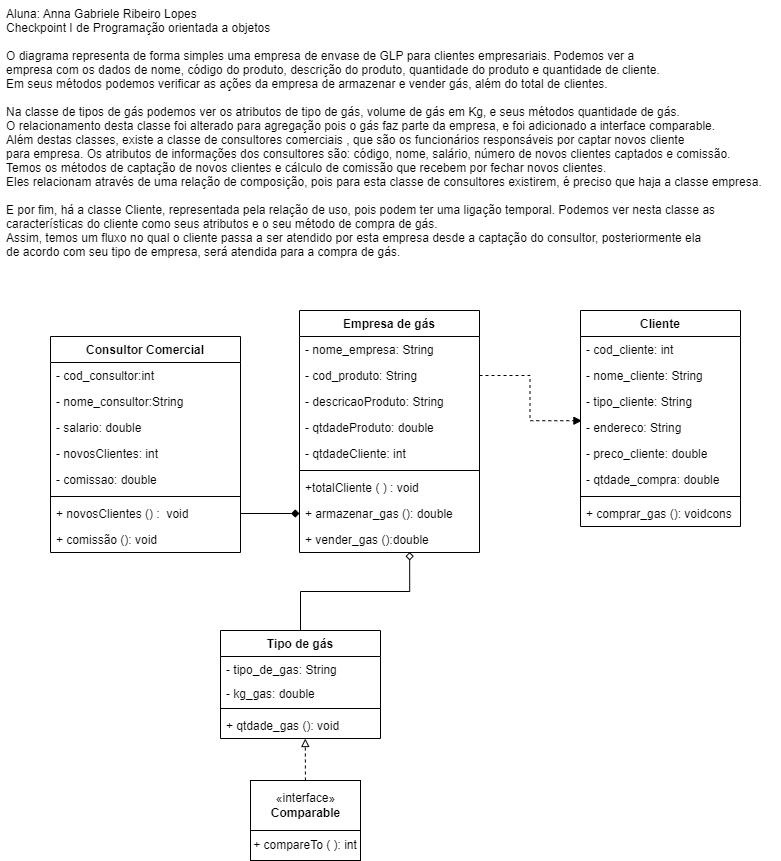 Aluna: Anna Gabriele Ribeiro Lopes
Checkpoint I de Programação orientada a objetos
O diagrama representa de forma simples uma empresa de envase de GLP para clientes empresariais. Podemos ver a
empresa com os dados de nome, código do produto, descrição do produto, quantidade do produto e quantidade de cliente.
Em seus métodos podemos verificar as ações da empresa de armazenar e vender gás, além do total de clientes.
Na classe de tipos de gás podemos ver os atributos de tipo de gás, volume de gás em Kg, e seus métodos quantidade de gás.
O relacionamento desta classe foi alterado para agregação pois o gás faz parte da empresa, e foi adicionado a interface comparable.
Além destas classes, existe a classe de consultores comerciais , que são os funcionários responsáveis por captar novos cliente
para empresa. Os atributos de informações dos consultores são: código, nome, salário, número de novos clientes captados e comissão.
Temos os métodos de captação de novos clientes e cálculo de comissão que recebem por fechar novos clientes.
Eles relacionam através de uma relação de composição, pois para esta classe de consultores existirem, é preciso que haja a classe empresa.
E por fim, há a classe Cliente, representada pela relação de uso, pois podem ter uma ligação temporal. Podemos ver nesta classe as
características do cliente como seus atributos e o seu método de compra de gás.
Assim, temos um fluxo no qual o cliente passa a ser atendido por esta empresa desde a captação do consultor, posteriormente ela
de acordo com seu tipo de empresa, será atendida para a compra de gás.
Consultor Comercial
- cod_consultor:int
- nome_consultor:String
- salario: double
- novosClientes: int
- comissao: double
+ novosClientes () :  void
+ comissão (): void
Empresa de gás
- nome_empresa: String
- cod_produto: String
- descricaoProduto: String
- qtdadeProduto: double
- qtdadeCliente: int
+totalCliente ( ) : void
+ armazenar_gas (): double
+ vender_gas ():double
Cliente
- cod_cliente: int
- nome_cliente: String
- tipo_cliente: String
- endereco: String
- preco_cliente: double
- qtdade_compra: double
+ comprar_gas (): voidcons
Tipo de gás
- tipo_de_gas: String
- kg_gas: double
+ qtdade_gas (): void
«interface»
Comparable
+ compareTo ( ): int